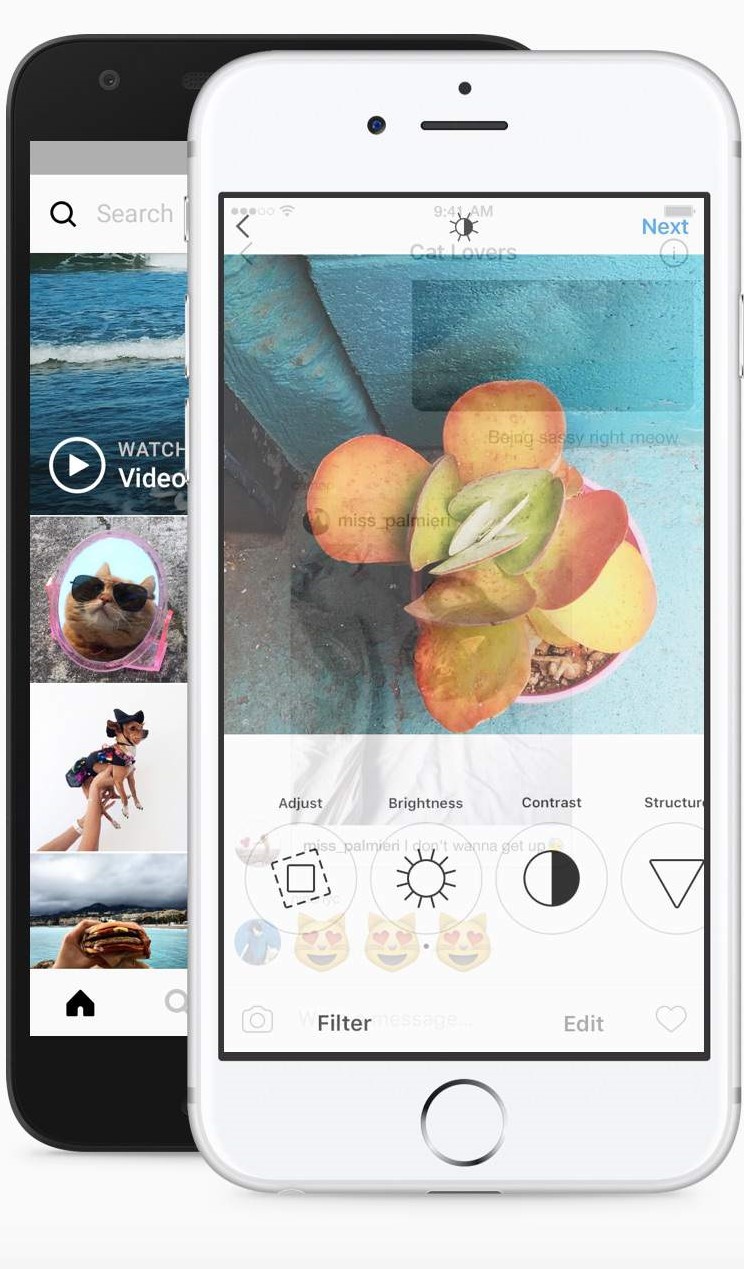 Search
WATCH
Video
9:41 AM
Next
Cat Lovers
Being sassy right meow
miss_palmieri
Adjust
Brightness
Contrast
Structure
miss_palmieri I don't wanna get up
Filter
message...
Edit